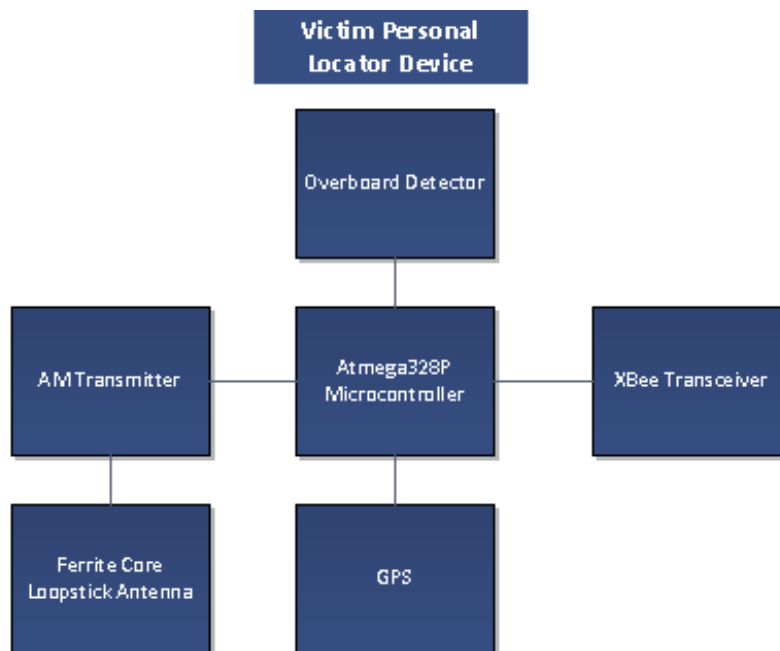 Victim Personal
Locator Device
Overboard Detector
AM Transmitter
Atmega328P
Microcontroller
XBee Transceiver
Ferrite Core
Loopstick Antenna
GPS